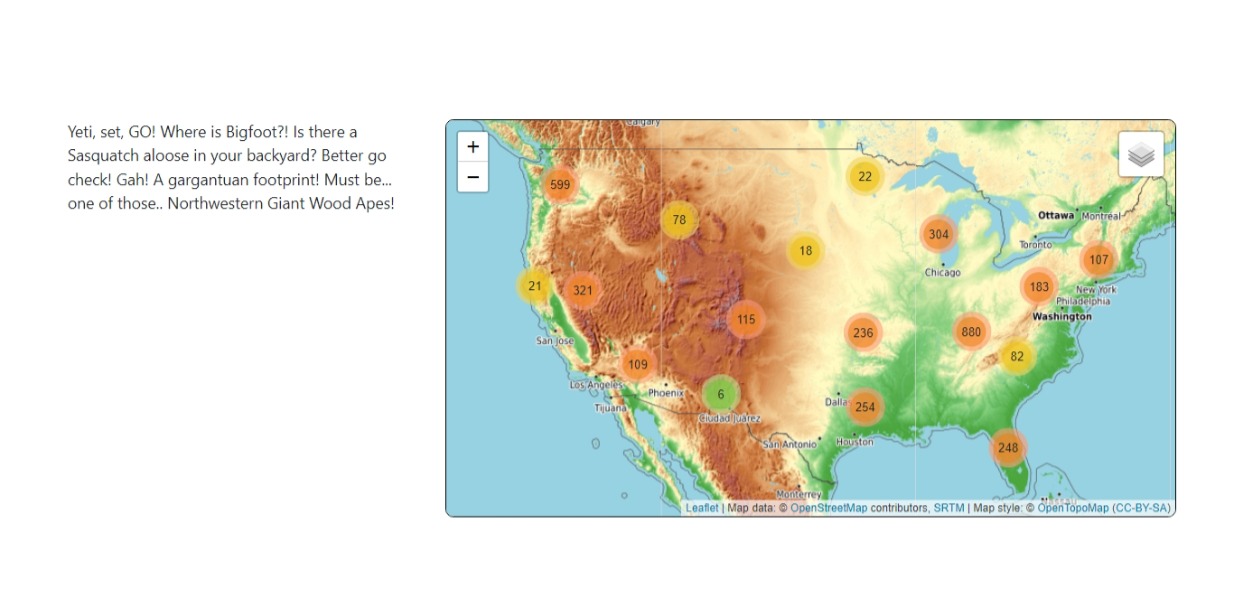 Yeti, set, GO! Where is Bigfoot?! Is there a
Sasquatch aloose in your backyard? Better go
check! Gah! A gargantuan footprint! Must be...
one of those.. Northwestern Giant Wood Apes!
Calgary
+
−
599
22
78
Ottawa
Montreal
304
Toronto
18
107
Chicago
21
321
183
New York
Philadelphia
115
Washington
236
880
San Jose
82
109
Los Angeles
Phoenix
6
Dalla
254
Tijuana
Ciudad Juárez
San Antonio
Houston
248
Monterrey
Nassau
Leaflet | Map data: © OpenStreetMap contributors, SRTM | Map style: © OpenTopoMap (CC-BY-SA)